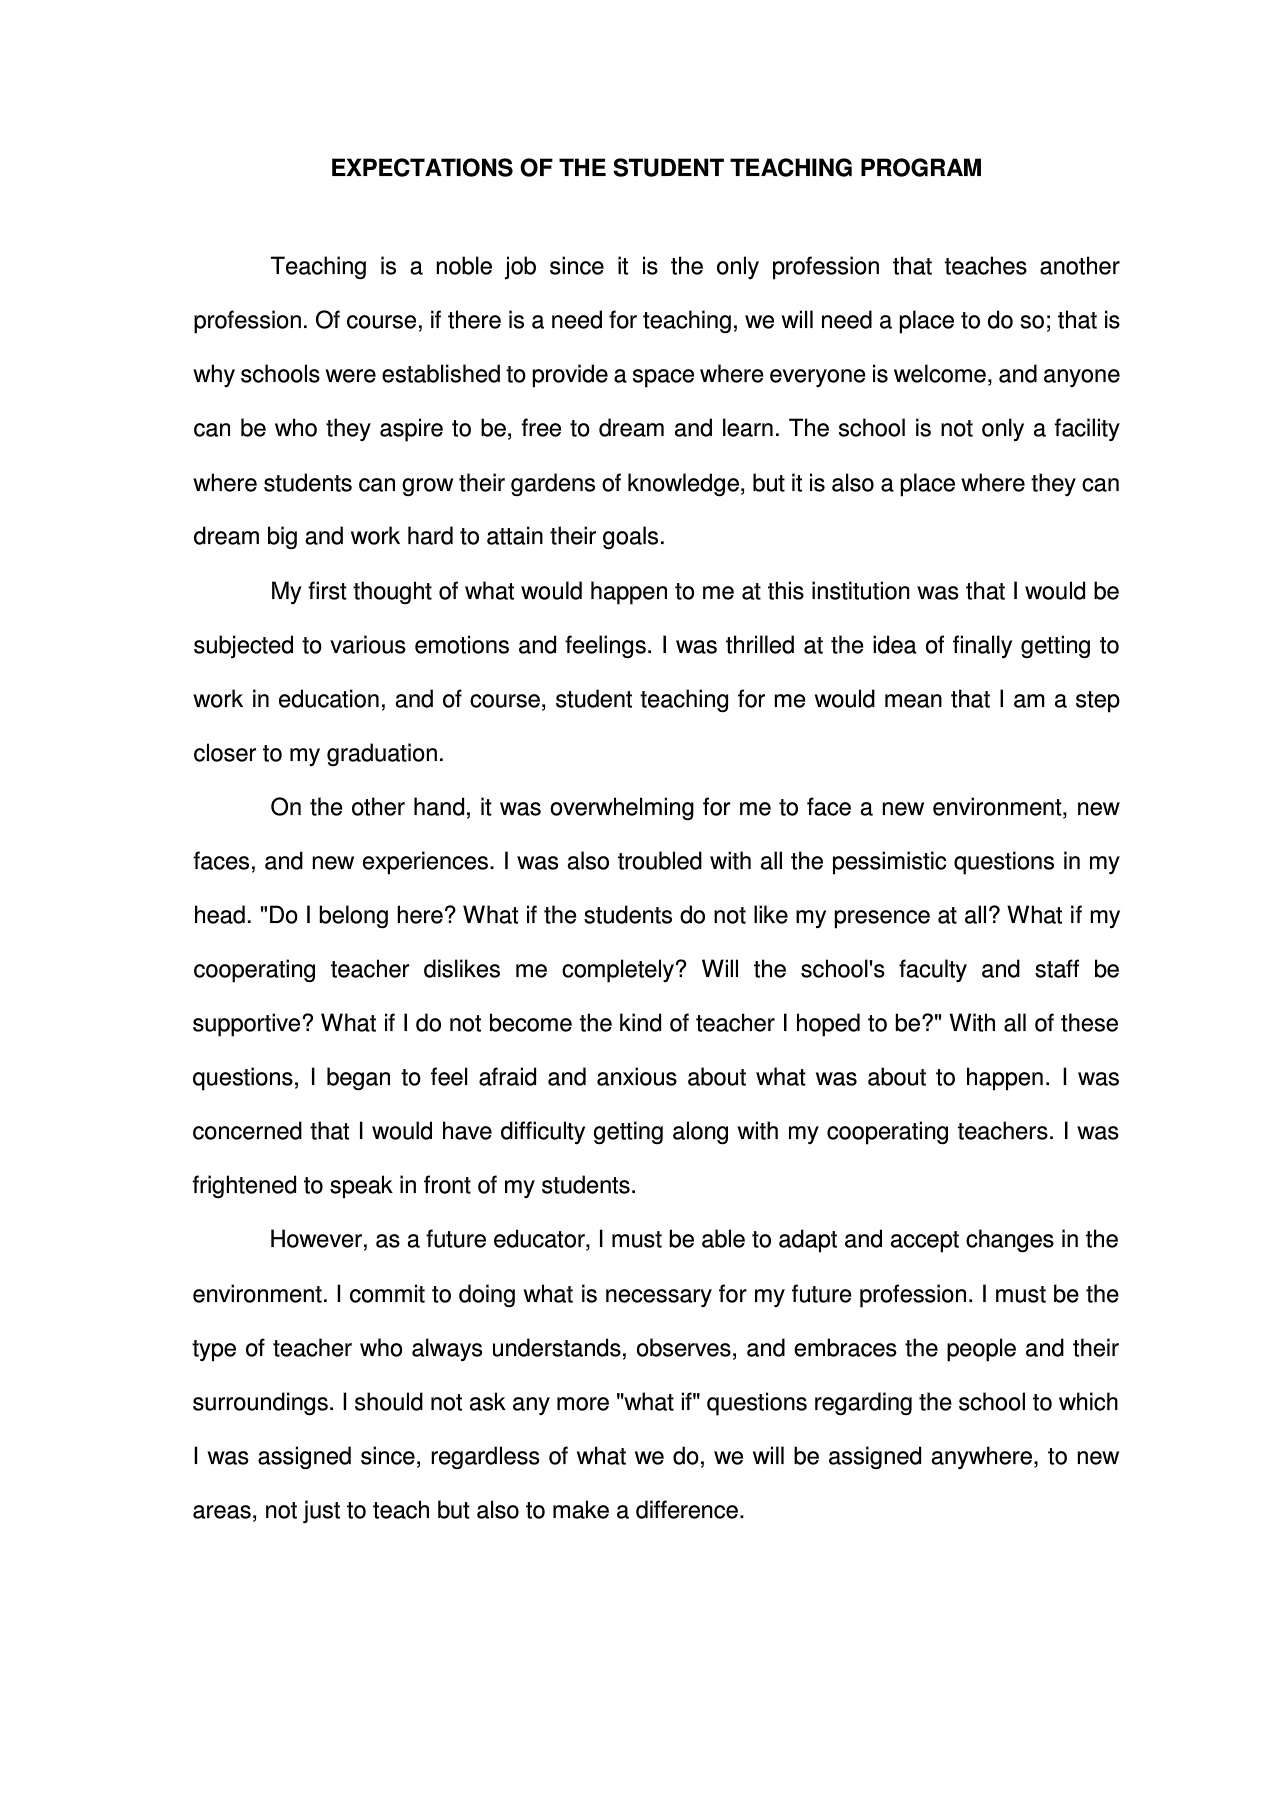 EXPECTATIONS OF THE STUDENT TEACHING PROGRAM
Teaching is a noble job since it is the only profession that teaches another
profession. Of course, if there is a need for teaching, we will need a place to do so; that is
why schools were established to provide a space where everyone is welcome, and anyone
can be who they aspire to be, free to dream and learn. The school is not only a facility
where students can grow their gardens of knowledge, but it is also a place where they can
dream big and work hard to attain their goals.
My first thought of what would happen to me at this institution was that I would be
subjected to various emotions and feelings. I was thrilled at the idea of finally getting to
work in education, and of course, student teaching for me would mean that I am a step
closer to my graduation.
On the other hand, it was overwhelming for me to face a new environment, new
faces, and new experiences. I was also troubled with all the pessimistic questions in my
head. "Do I belong here? What if the students do not like my presence at all? What if my
cooperating teacher dislikes me completely? Will the school's faculty and staff be
supportive? What if I do not become the kind of teacher I hoped to be?" With all of these
questions, I began to feel afraid and anxious about what was about to happen. I was
concerned that I would have difficulty getting along with my cooperating teachers. I was
frightened to speak in front of my students.
However, as a future educator, I must be able to adapt and accept changes in the
environment. I commit to doing what is necessary for my future profession. I must be the
type of teacher who always understands, observes, and embraces the people and their
surroundings. I should not ask any more "what if" questions regarding the school to which
I was assigned since, regardless of what we do, we will be assigned anywhere, to new
areas, not just to teach but also to make a difference.